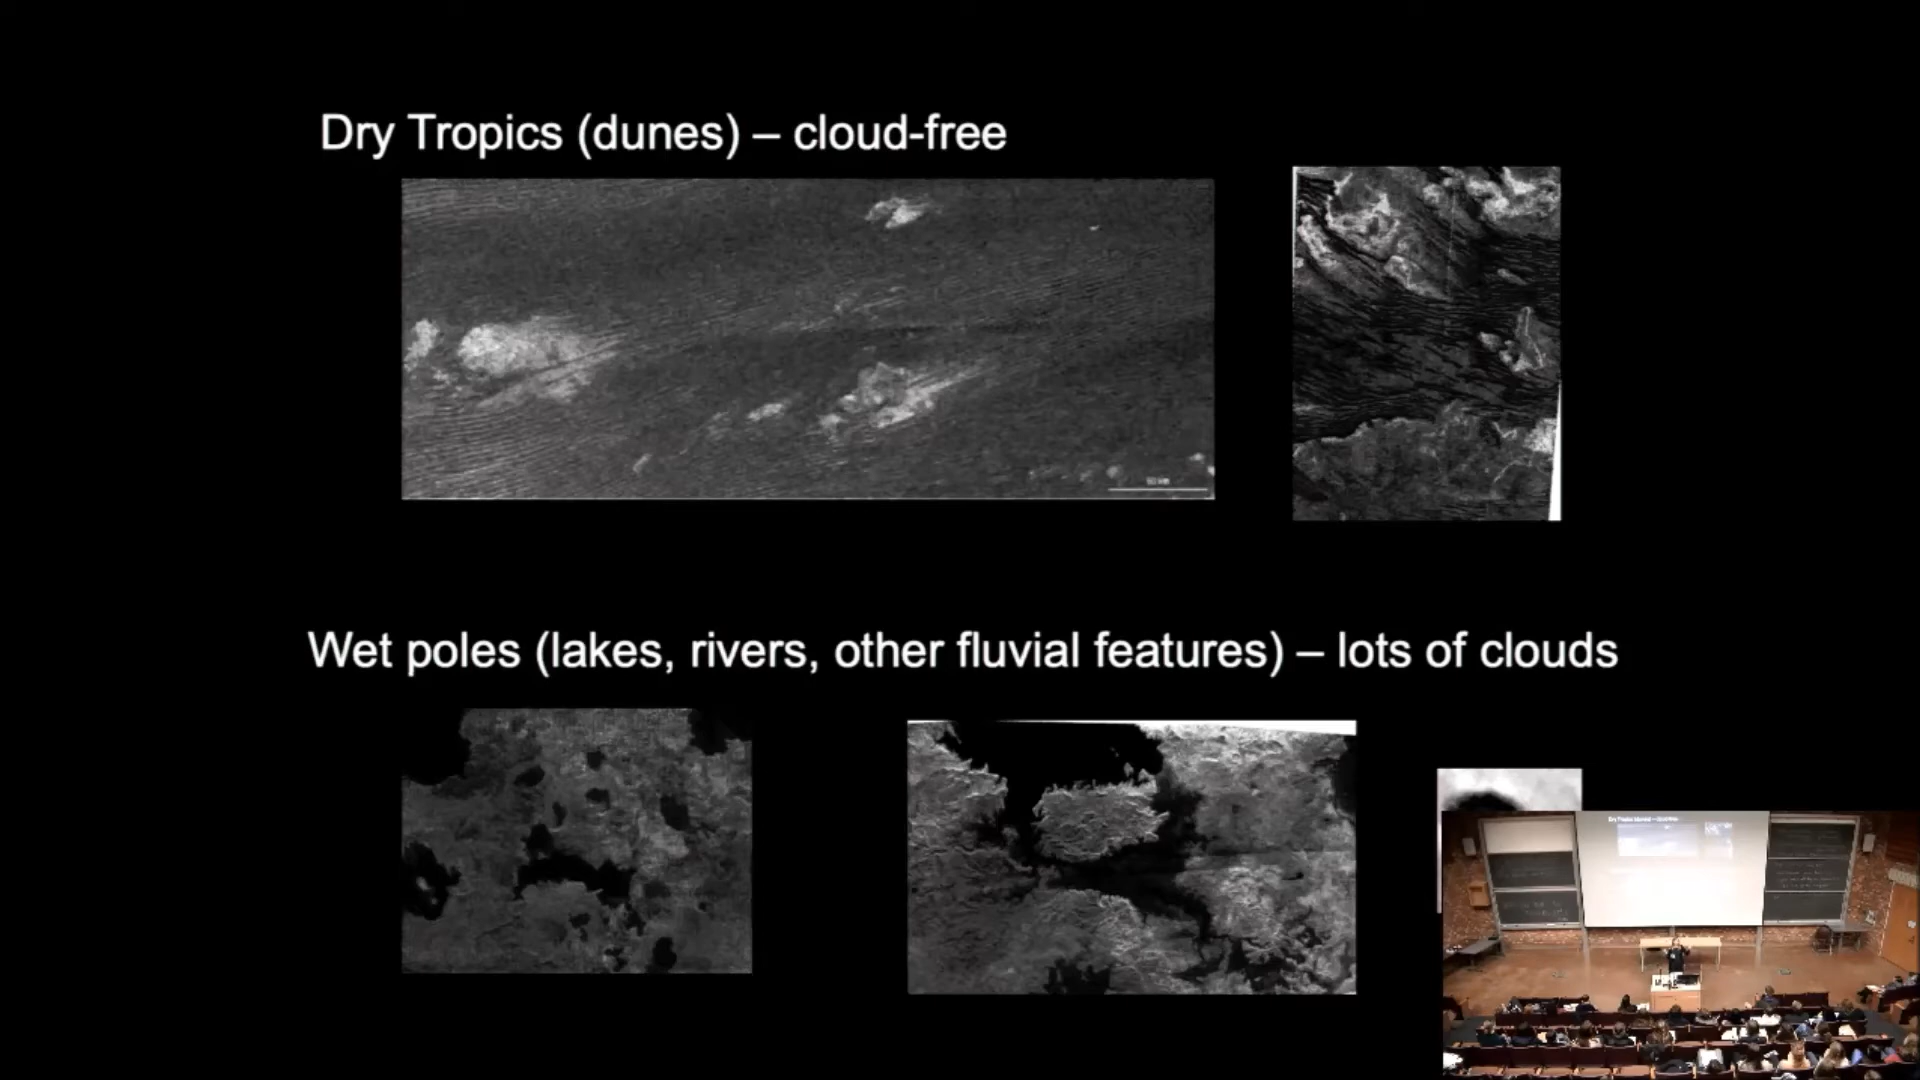 Dry Tropics (dunes) – cloud-free
Wet poles (lakes, rivers, other fluvial features) – lots of clouds